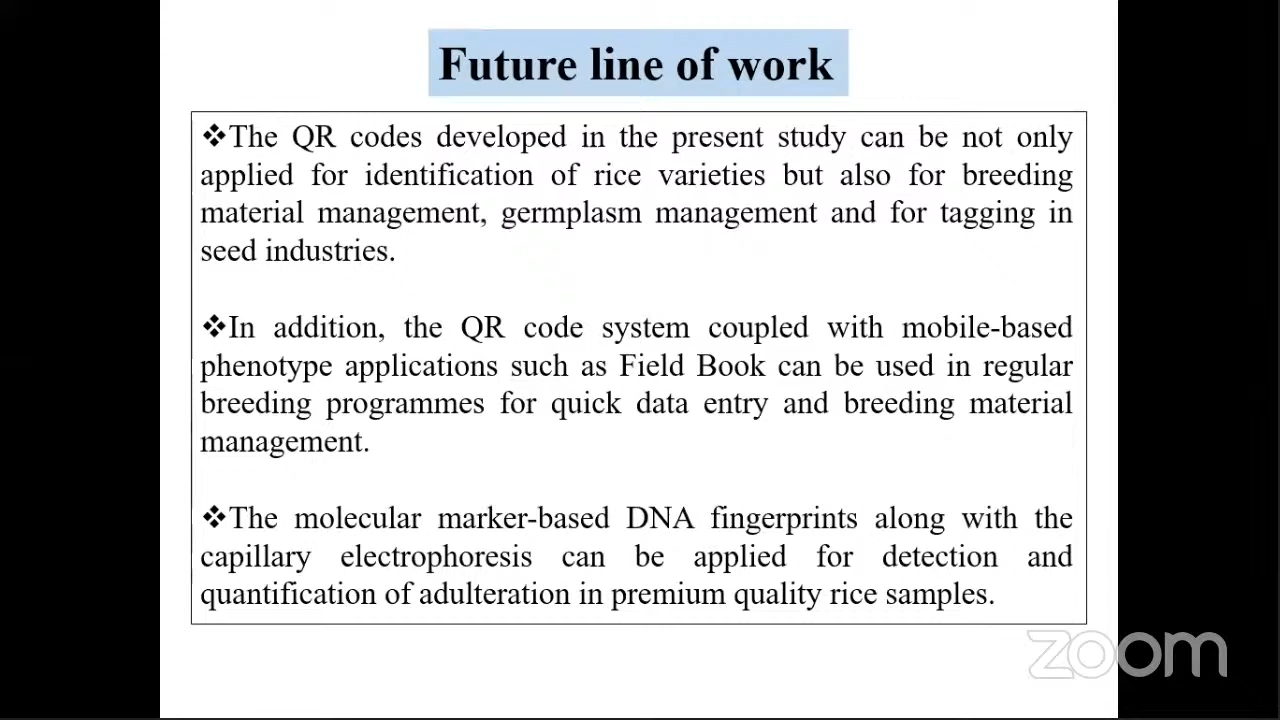 Future line of work
❖The QR codes developed in the present study can be not only
applied for identification of rice varieties but also for breeding
material management, germplasm management and for tagging in
seed industries.
❖In addition, the QR code system coupled with mobile-based
phenotype applications such as Field Book can be used in regular
breeding programmes for quick data entry and breeding material
management.
❖The molecular marker-based DNA fingerprints along with the
capillary electrophoresis can be applied for detection and
quantification of adulteration in premium quality rice samples.
zoom